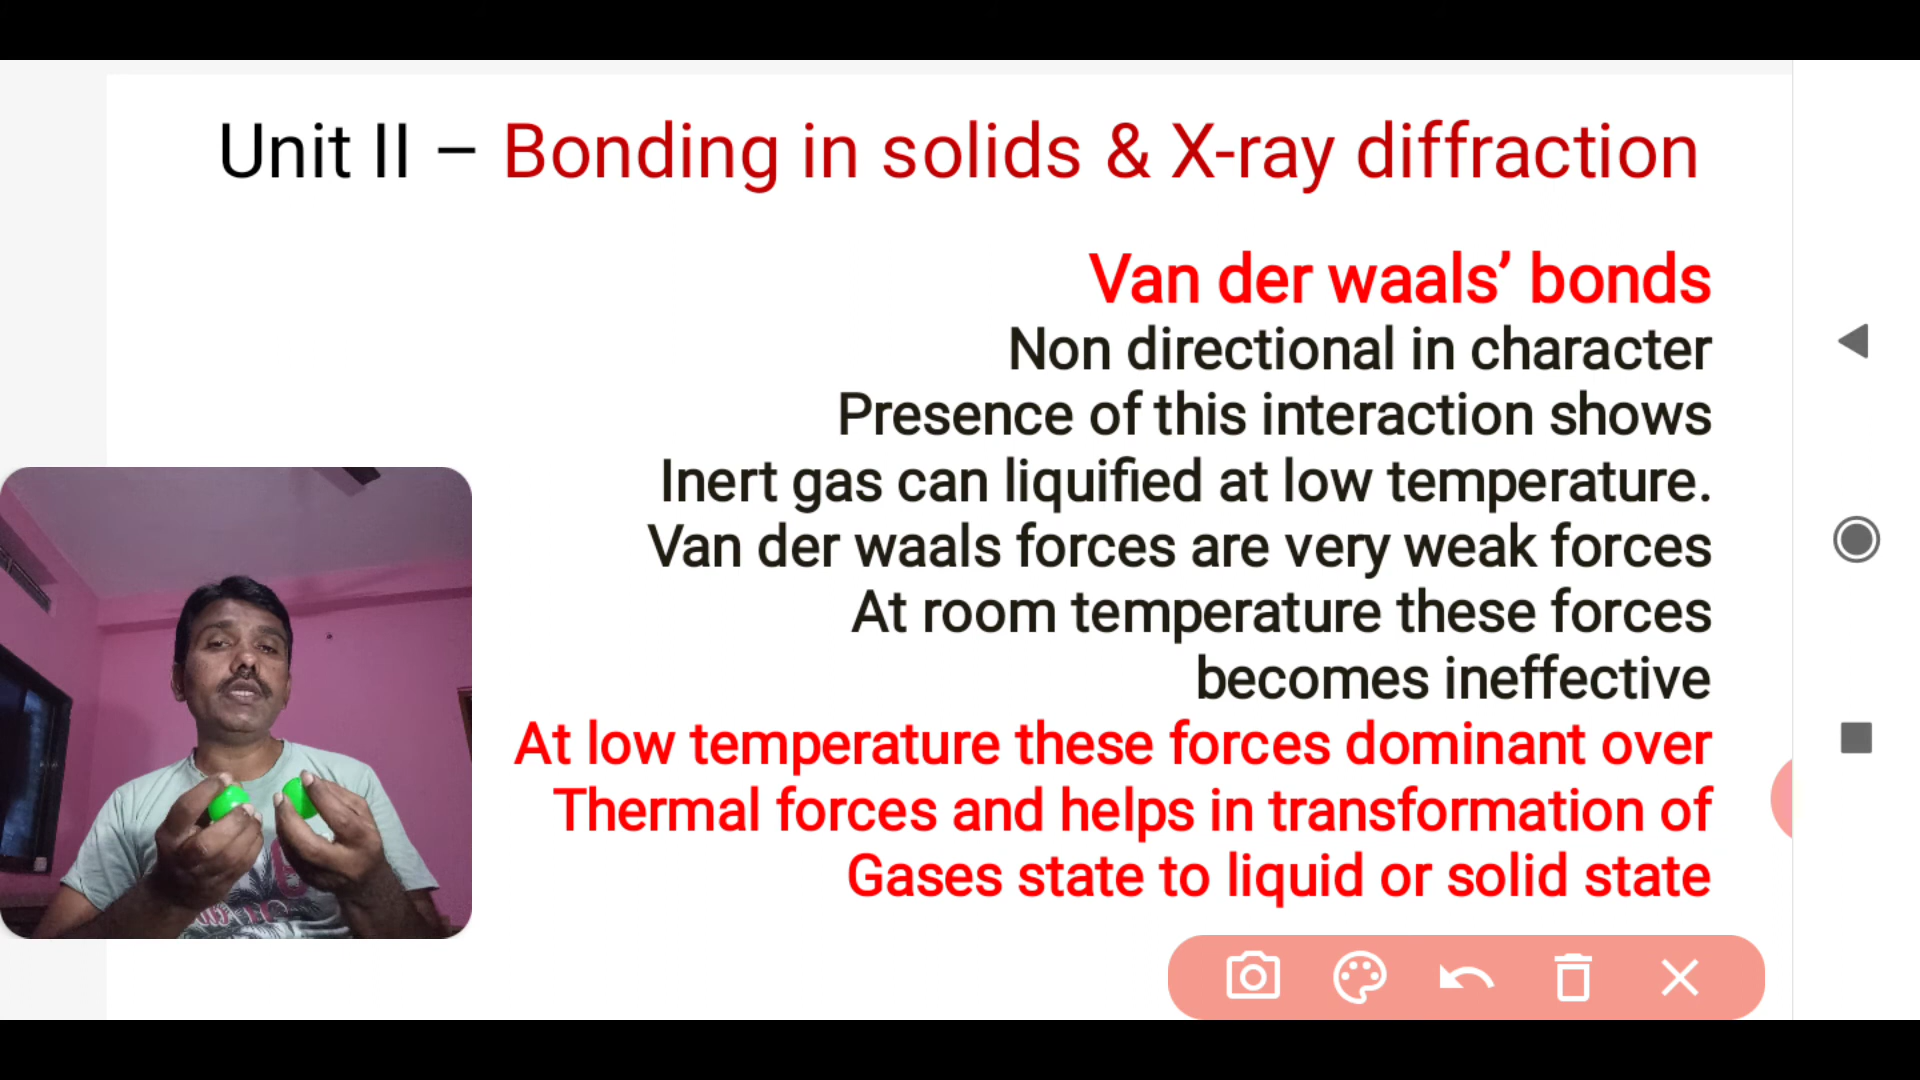 Unit II – Bonding in solids & X-ray diffraction
Van der waals’ bonds
Non directional in character
Presence of this interaction shows
Inert gas can liquified at low temperature.
Van der waals forces are very weak forces
At room temperature these forces
becomes ineffective
At low temperature these forces dominant over
Thermal forces and helps in transformation of
Gases state to liquid or solid state